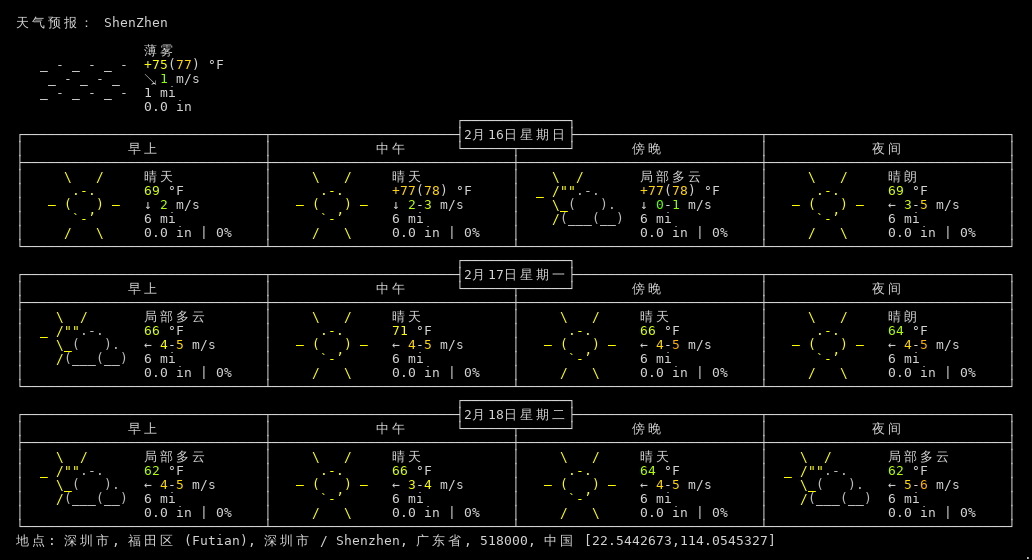 天气预报： ShenZhen
薄雾
_ - _ - _ - +75(77) °F
_ - _ - _ ↘ 1 m/s
_ - _ - _ - 1 mi
0.0 in
2月16日星期日
早上 中午 傍晚 夜间
晴天 晴天 局部多云 晴朗
69 °F +77(78) °F +77(78) °F 69 °F
↓ 2 m/s ↓ 2-3 m/s ↓ 0-1 m/s ← 3-5 m/s
6 mi 6 mi 6 mi 6 mi
0.0 in | 0% 0.0 in | 0% 0.0 in | 0% 0.0 in | 0%
2月17日星期一
早上 中午 傍晚 夜间
局部多云 晴天 晴天 晴朗
66 °F 71 °F 66 °F 64 °F
← 4-5 m/s ← 4-5 m/s ← 4-5 m/s ← 4-5 m/s
6 mi 6 mi 6 mi 6 mi
0.0 in | 0% 0.0 in | 0% 0.0 in | 0% 0.0 in | 0%
2月18日星期二
早上 中午 傍晚 夜间
局部多云 晴天 晴天 局部多云
62 °F 66 °F 64 °F 62 °F
← 4-5 m/s ← 3-4 m/s ← 4-5 m/s ← 5-6 m/s
6 mi 6 mi 6 mi 6 mi
0.0 in | 0% 0.0 in | 0% 0.0 in | 0% 0.0 in | 0%
地点: 深圳市, 福田区 (Futian), 深圳市 / Shenzhen, 广东省, 518000, 中国 [22.5442673,114.0545327]